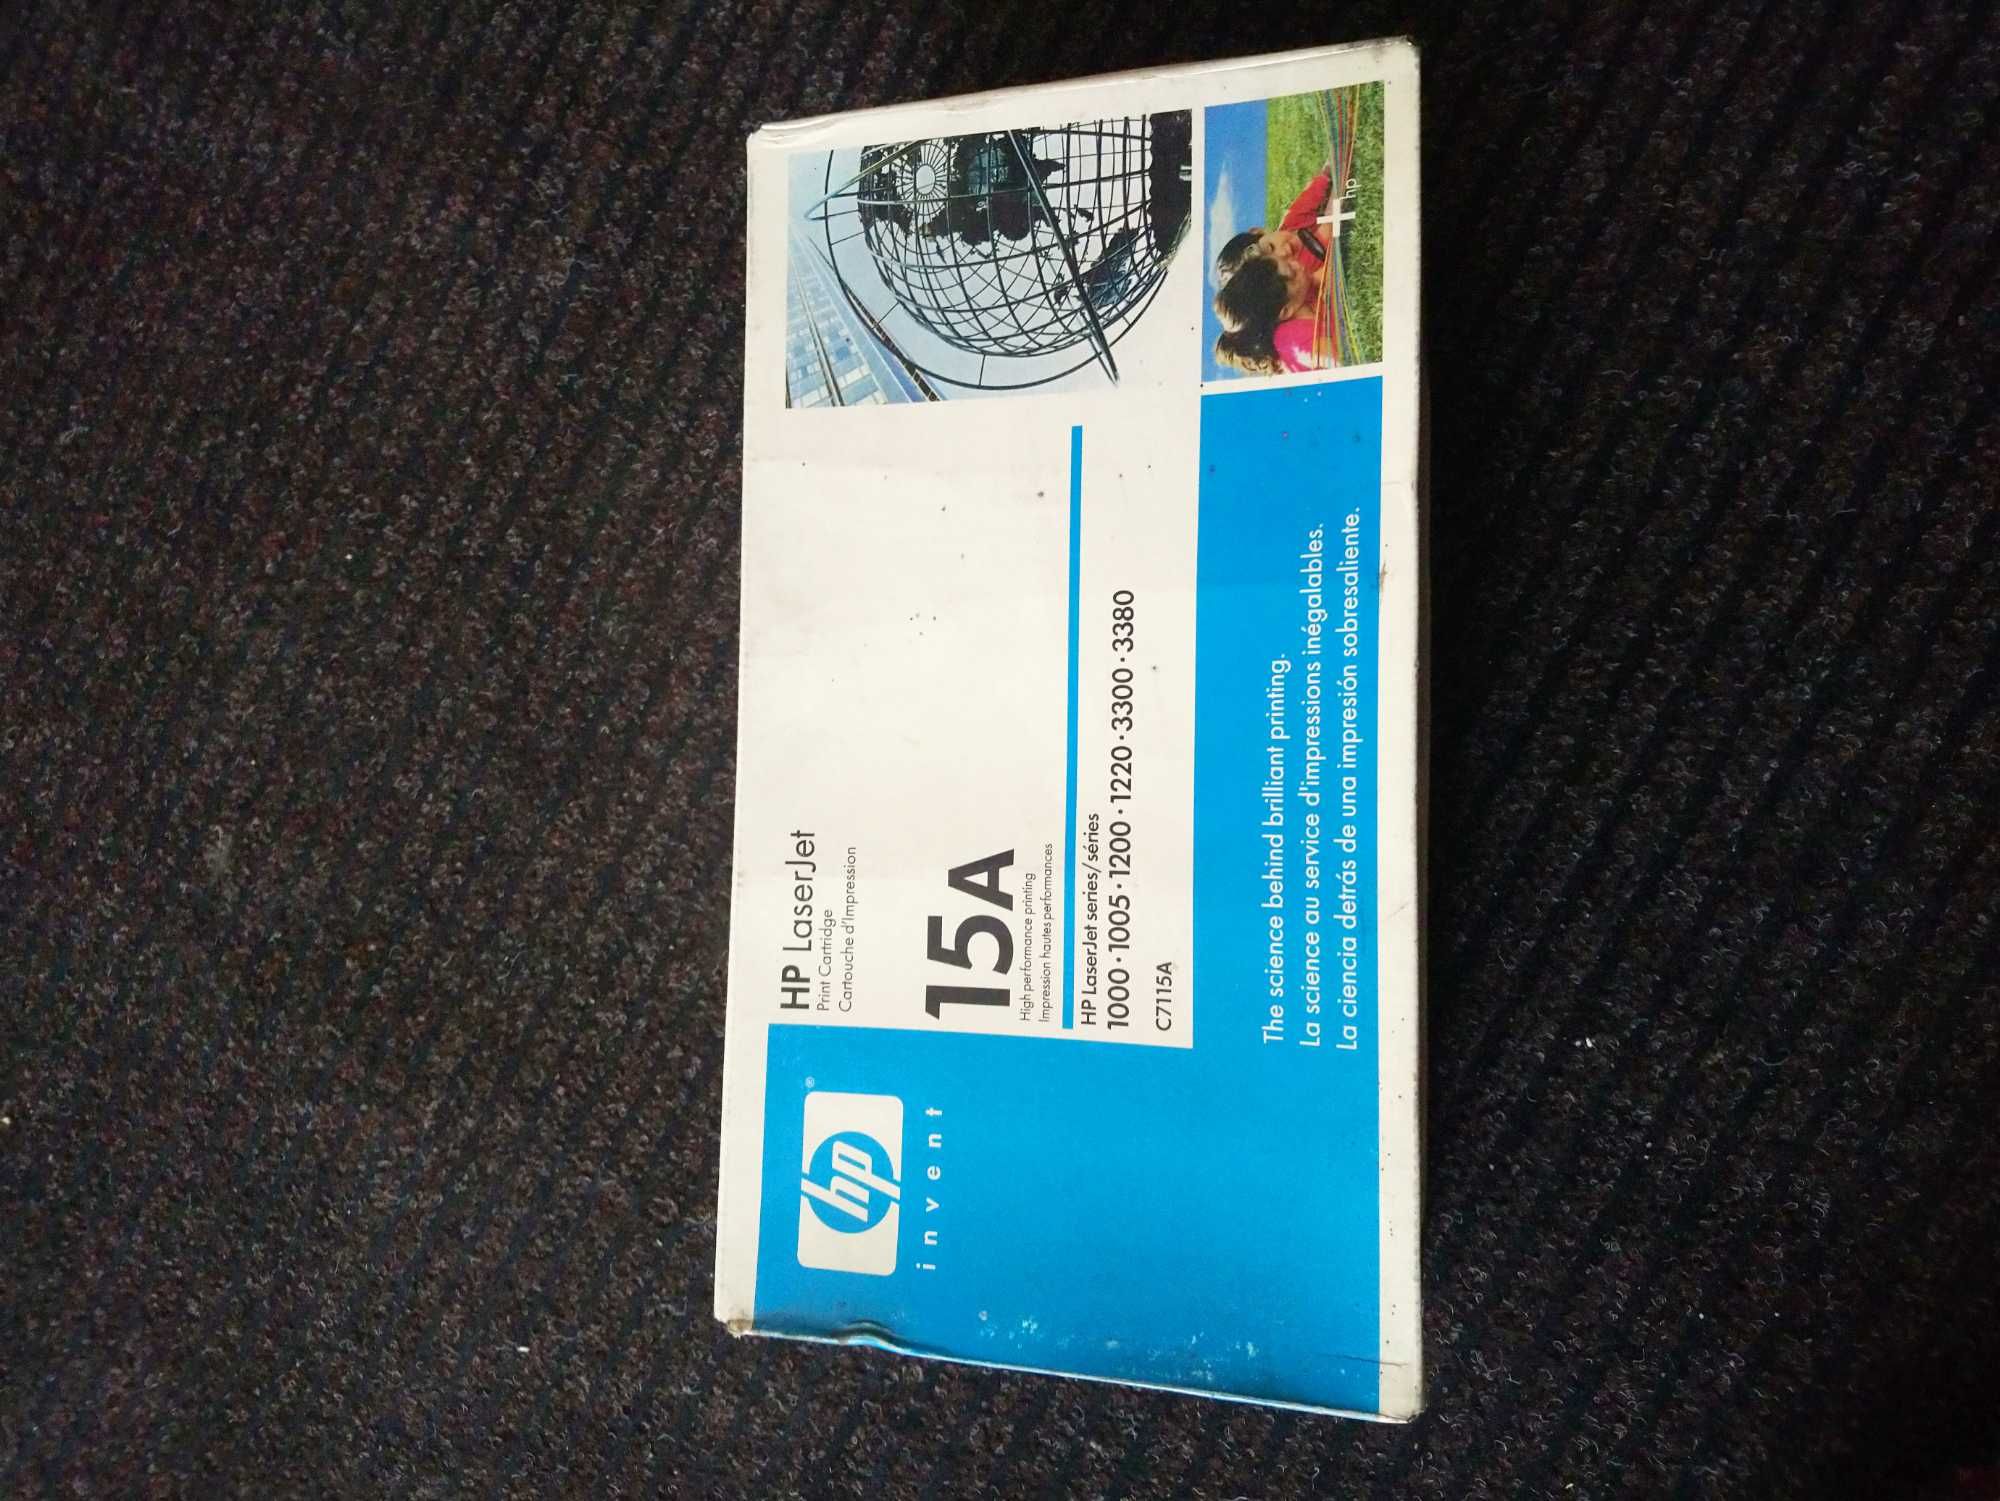 hp
®
invent
HP LaserJet
Print Cartridge
Cartouche d'Impression
15A
High performance printing
Impression hautes performances
HP LaserJet series/séries
1000·1005·1200·1220·3300·3380
C7115A
The science behind brilliant printing.
La science au service d'impressions inégalables.
La ciencia detrás de una impresión sobresaliente.
+
hp